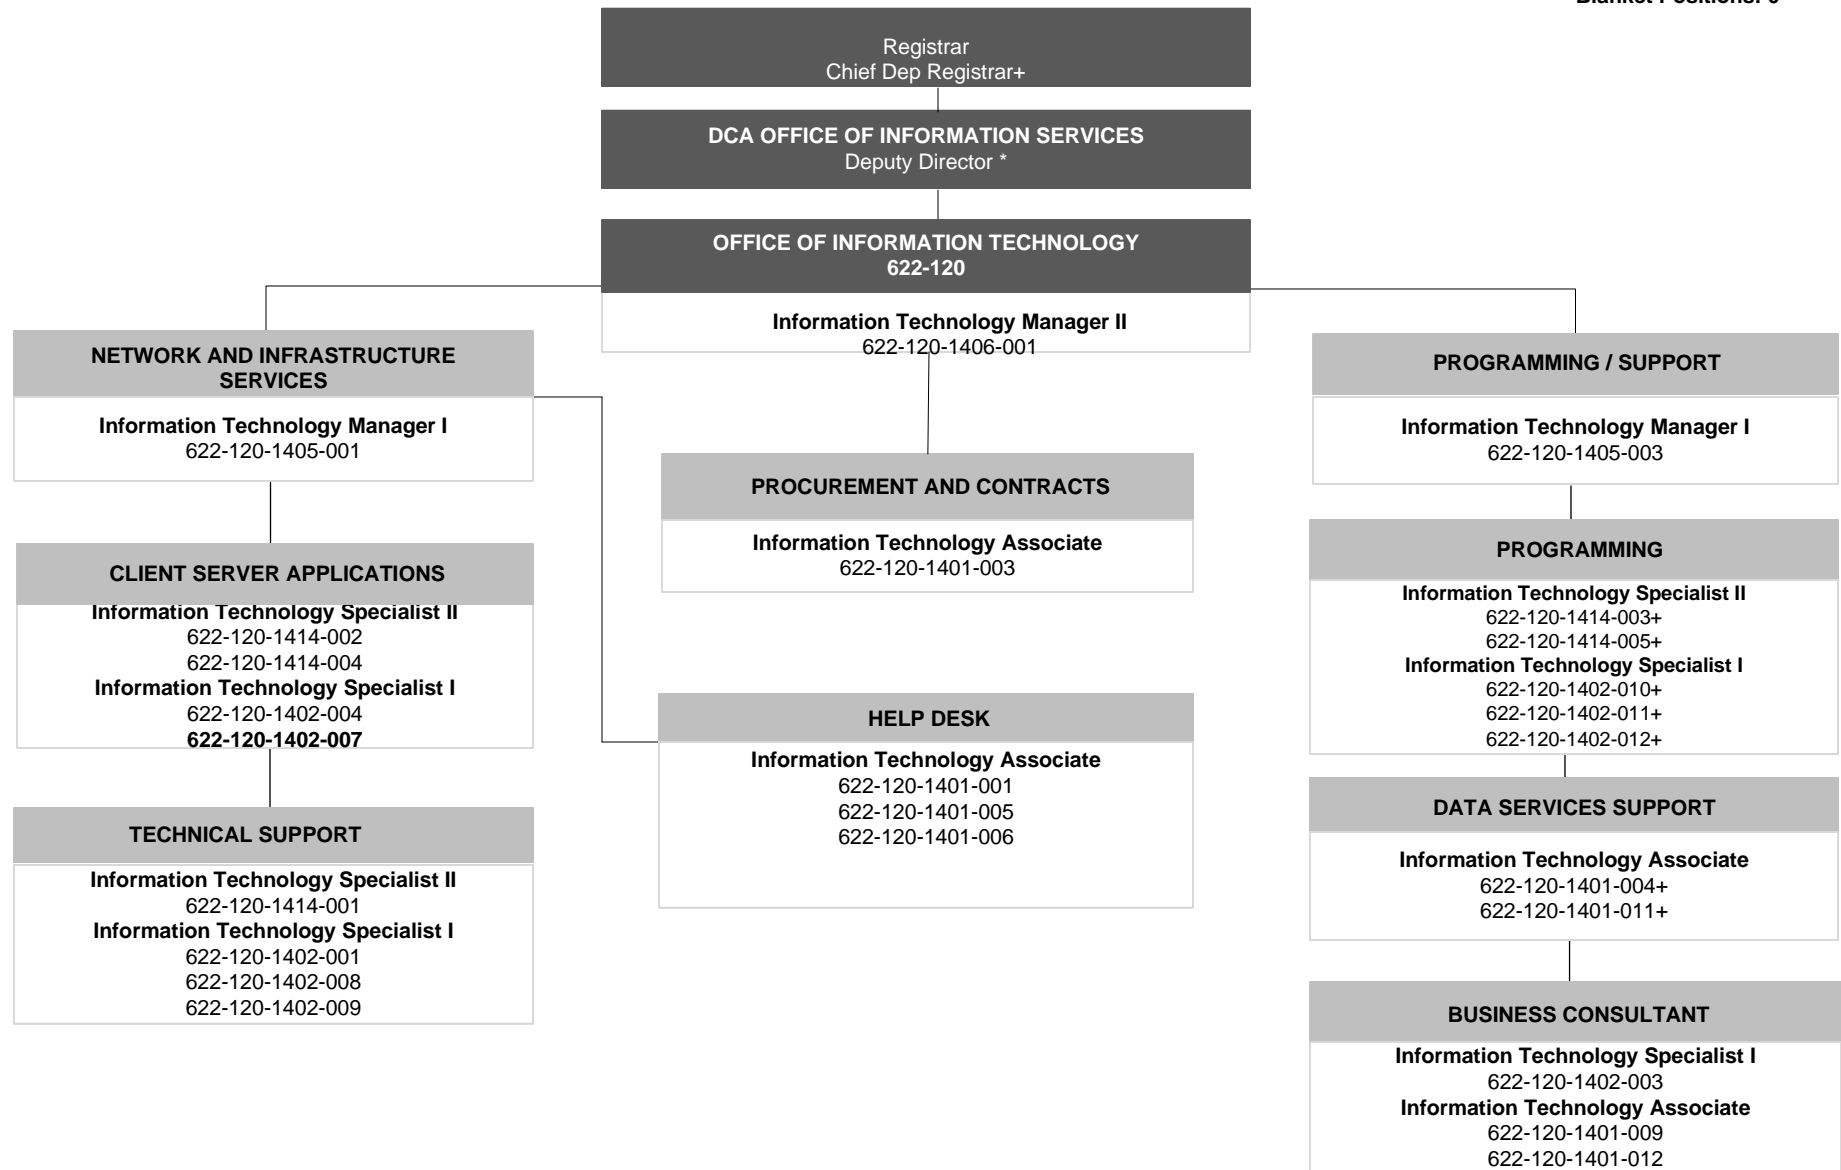 Registrar
Chief Dep Registrar+
DCA OFFICE OF INFORMATION SERVICES
Deputy Director *
OFFICE OF INFORMATION TECHNOLOGY
622-120
Information Technology Manager II
622-120-1406-001
NETWORK AND INFRASTRUCTURE
SERVICES
Information Technology Manager I
622-120-1405-001
CLIENT SERVER APPLICATIONS
Information Technology Specialist II
622-120-1414-002
622-120-1414-004
Information Technology Specialist I
622-120-1402-004
622-120-1402-007
TECHNICAL SUPPORT
Information Technology Specialist II
622-120-1414-001
Information Technology Specialist I
622-120-1402-001
622-120-1402-008
622-120-1402-009
PROCUREMENT AND CONTRACTS
Information Technology Associate
622-120-1401-003
HELP DESK
Information Technology Associate
622-120-1401-001
622-120-1401-005
622-120-1401-006
PROGRAMMING / SUPPORT
Information Technology Manager I
622-120-1405-003
PROGRAMMING
Information Technology Specialist II
622-120-1414-003+
622-120-1414-005+
Information Technology Specialist I
622-120-1402-010+
622-120-1402-011+
622-120-1402-012+
DATA SERVICES SUPPORT
Information Technology Associate
622-120-1401-004+
622-120-1401-011+
BUSINESS CONSULTANT
Information Technology Specialist I
622-120-1402-003
Information Technology Associate
622-120-1401-009
622-120-1401-012